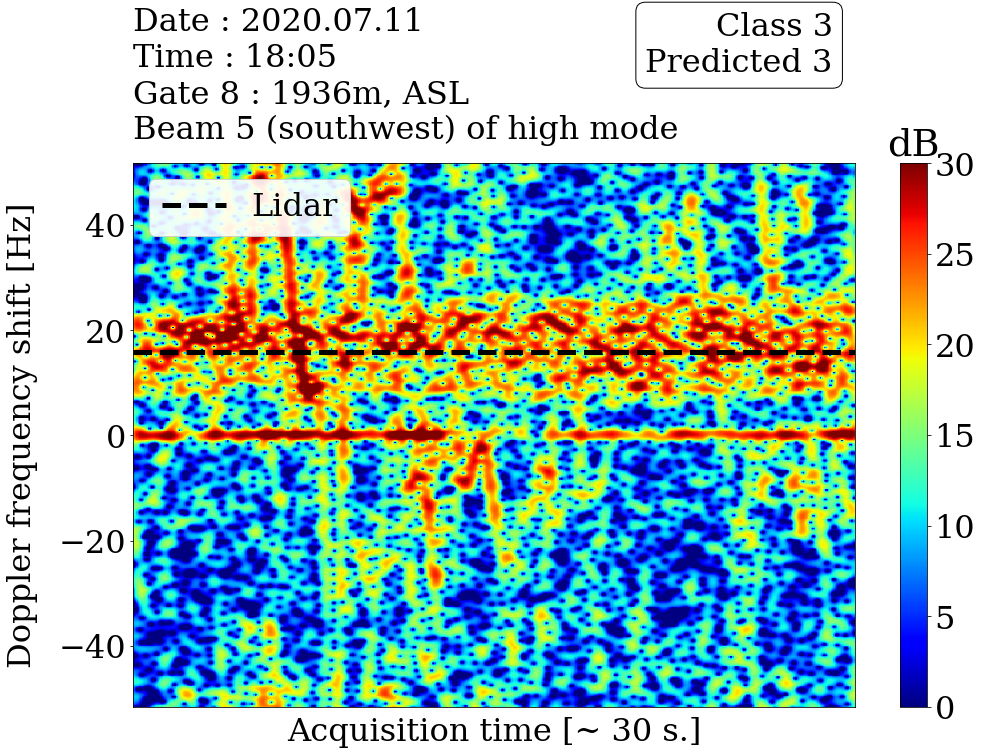 Date : 2020.07.11
Time : 18:05
Gate 8 : 1936m, ASL
Beam 5 (southwest) of high mode
Class 3
Predicted 3
dB
Lidar
Doppler frequency shift [Hz]
40
20
0
−20
−40
30
25
20
15
10
5
0
Acquisition time [~ 30 s.]